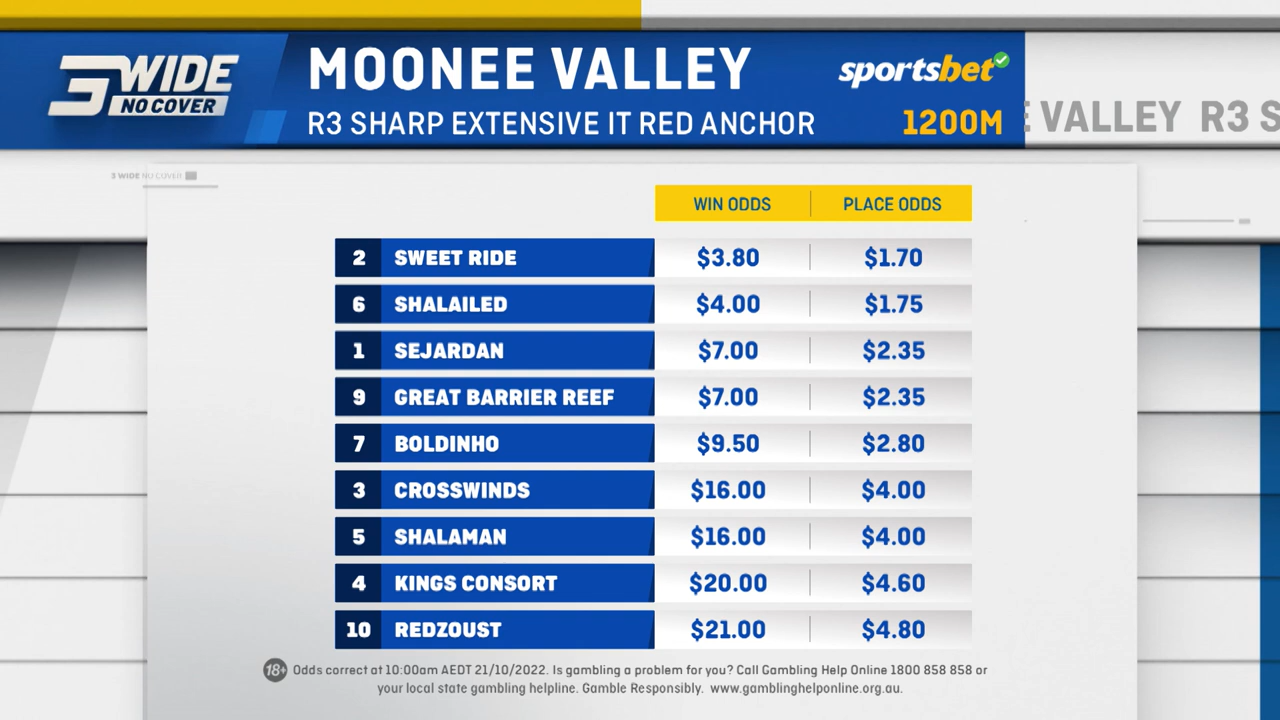 3 WIDE
NO COVER
MOONEE VALLEY
R3 SHARP EXTENSIVE IT RED ANCHOR
sportsbet
1200M
E VALLEY R3 S
3 WIDE NO COVER
WIN ODDS PLACE ODDS
2 SWEET RIDE $3.80 $1.70
6 SHALAILED $4.00 $1.75
1 SEJARDAN $7.00 $2.35
9 GREAT BARRIER REEF $7.00 $2.35
7 BOLDINHO $9.50 $2.80
3 CROSSWINDS $16.00 $4.00
5 SHALAMAN $16.00 $4.00
4 KINGS CONSORT $20.00 $4.60
10 REDZOUST $21.00 $4.80
18+ Odds correct at 10:00am AEDT 21/10/2022. Is gambling a problem for you? Call Gambling Help Online 1800 858 858 or
your local state gambling helpline. Gamble Responsibly. www.gamblinghelponline.org.au.